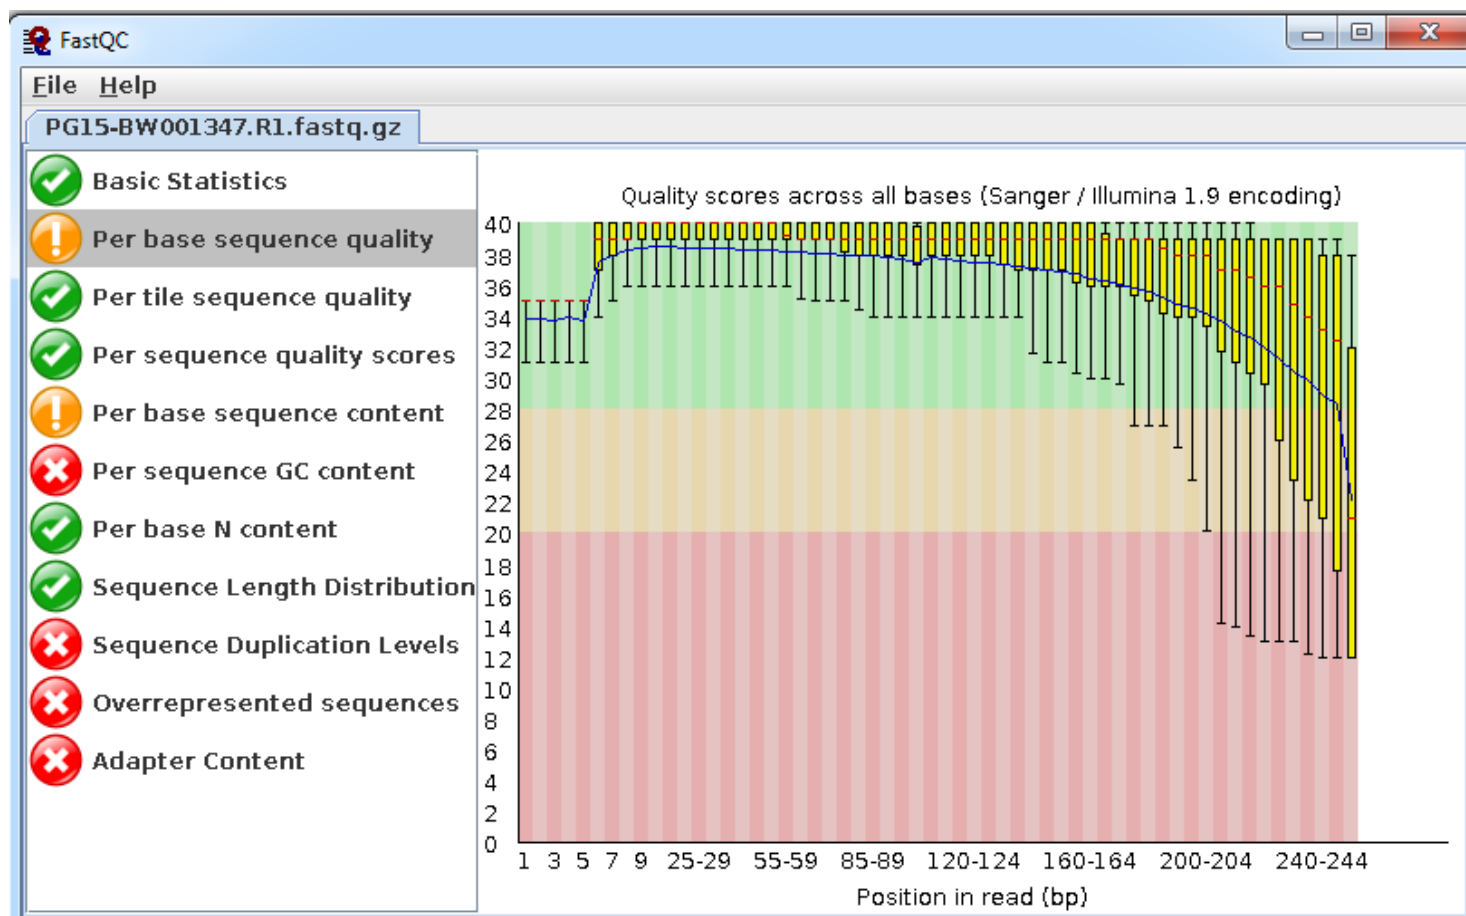 FastQC
File Help
PG15-BW001347.R1.fastq.gz
Basic Statistics
Per base sequence quality
Per tile sequence quality
Per sequence quality scores
Per base sequence content
Per sequence GC content
Per base N content
Sequence Length Distribution
Sequence Duplication Levels
Overrepresented sequences
Adapter Content
Quality scores across all bases (Sanger / Illumina 1.9 encoding)
40
38
36
34
32
30
28
26
24
22
20
18
16
14
12
10
8
6
4
2
0
1 3 5 7 9 25-29 55-59 85-89 120-124 160-164 200-204 240-244
Position in read (bp)